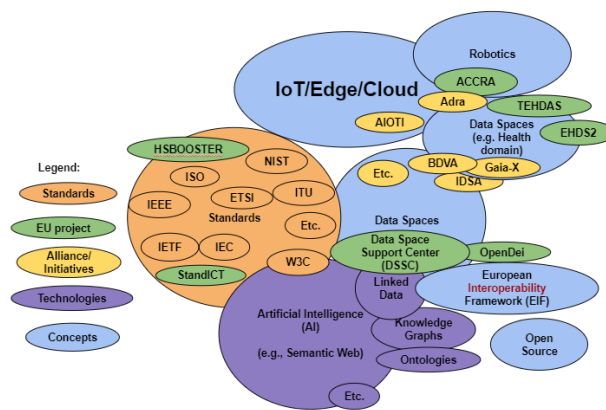 Robotics
IoT/Edge/Cloud
ACCRA
Adra
TEHDAS
AIOTI
Data Spaces
(e.g. Health
domain)
EHDS2
HSBOOSTER
NIST
Legend:
ISO
BDVA
Gaia-X
Etc.
IDSA
Standards
IEEE
ETSI
ITU
Standards
Etc.
Data Spaces
EU project
IETF
IEC
Data Space
Support Center
(DSSC)
OpenDei
Alliance/
Initiatives
StandICT
W3C
Linked
Data
European
Interoperability
Framework (EIF)
Technologies
Artificial Intelligence
(AI)
(e.g., Semantic Web)
Knowledge
Graphs
Open
Source
Concepts
Ontologies
Etc.